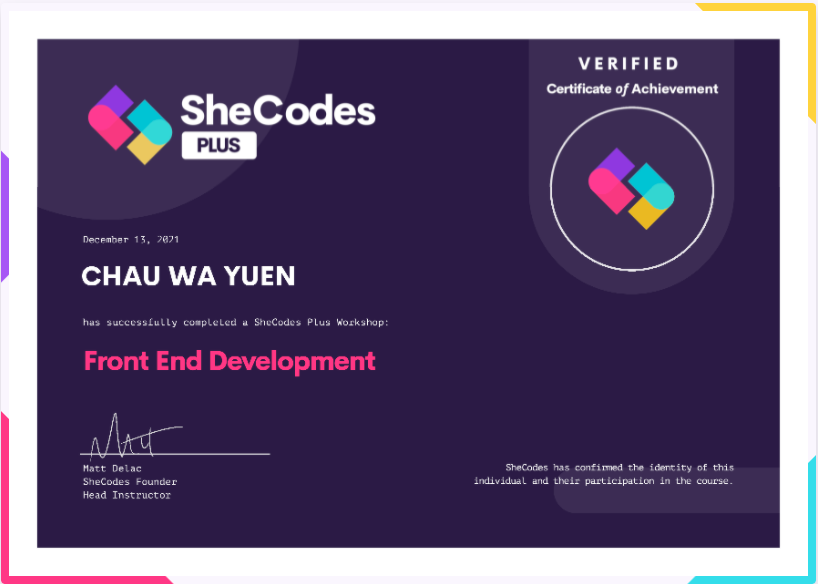 SheCodes
PLUS
VERIFIED
Certificate of Achievement
December 13, 2021
CHAU WA YUEN
has successfully completed a SheCodes Plus Workshop:
Front End Development
Matt Delac
SheCodes Founder
Head Instructor
SheCodes has confirmed the identity of this
individual and their participation in the course.